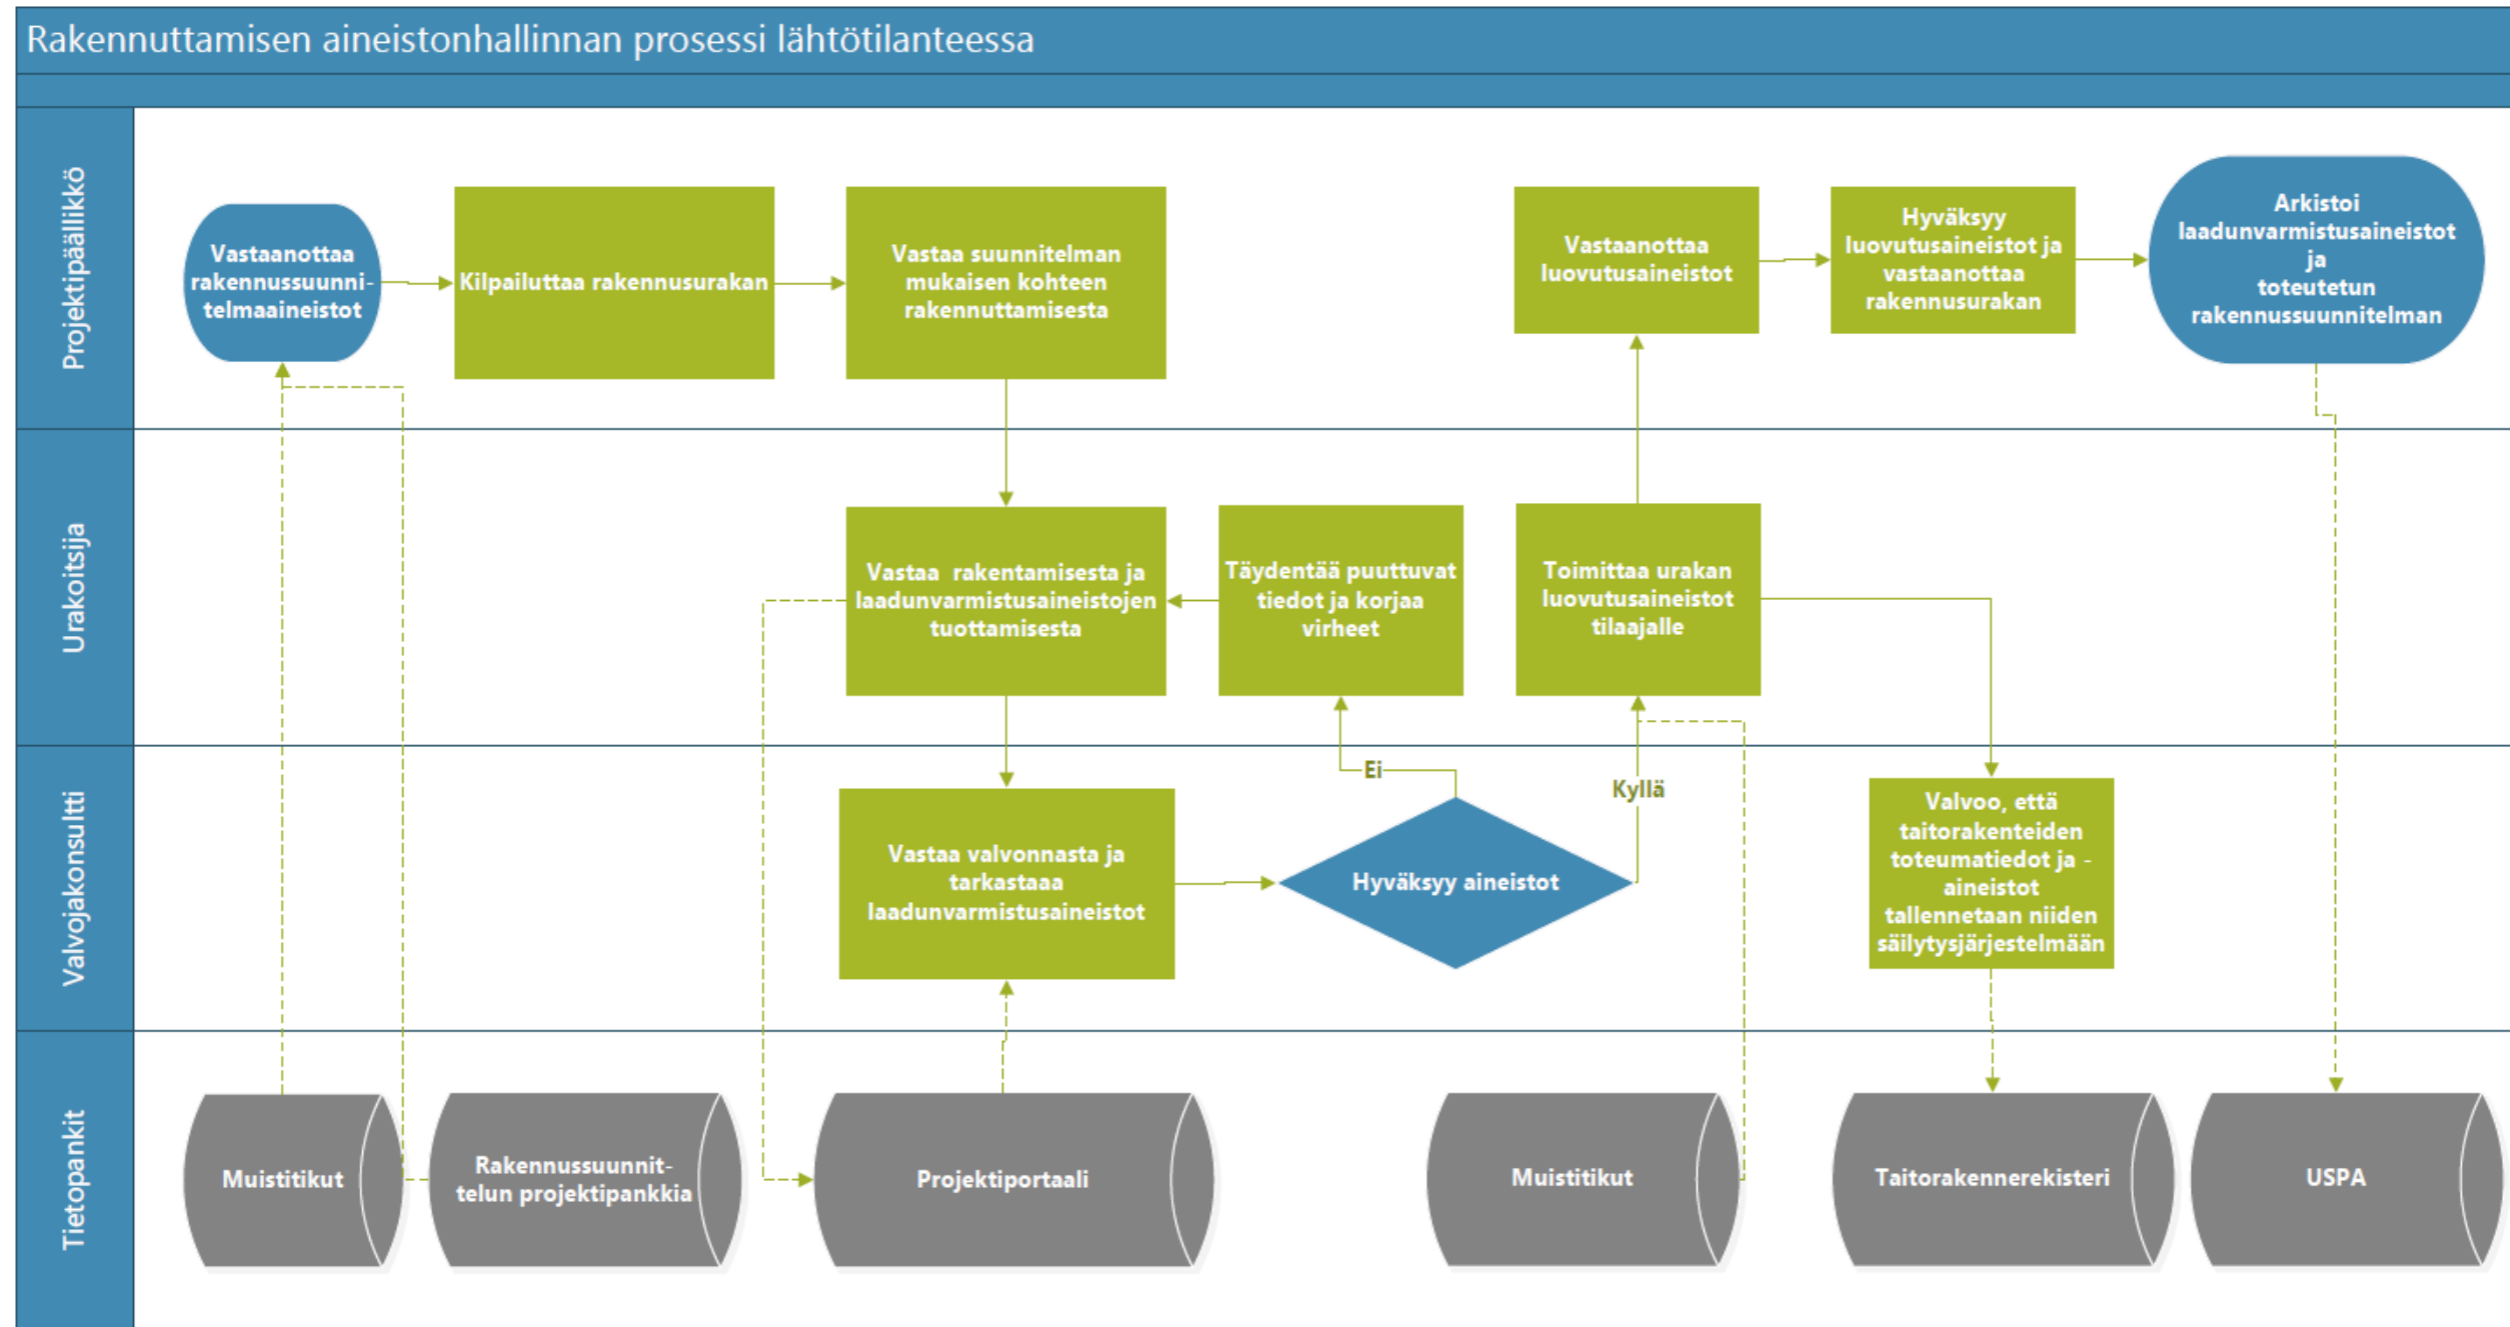 Rakennuttamisen aineistonhallinnan prosessi lähtötilanteessa
Projektipäällikkö
Vastaanottaa
rakennussuunni-
telmaaineistot
Kilpailuttaa rakennusurakan
Vastaa suunnitelman
mukaisen kohteen
rakennuttamisesta
Vastaanottaa
luovutusaineistot
Hyväksyy
luovutusaineistot ja
vastaanottaa
rakennusurakan
Arkistoi
laadunvarmistusaineistot
ja
toteutetun
rakennussuunnitelman
Urakoitsija
Vastaa  rakentamisesta ja
laadunvarmistusaineistojen
tuottamisesta
Täydentää puuttuvat
tiedot ja korjaa
virheet
Toimittaa urakan
luovutusaineistot
tilaajalle
Valvojakonsultti
Vastaa valvonnasta ja
tarkastaaa
laadunvarmistusaineistot
Hyväksyy aineistot
Ei
Kyllä
Valvoo, että
taitorakenteiden
toteumatiedot ja -
aineistot
tallennetaan niiden
säilytysjärjestelmään
Tietopankit
Muistitikut
Rakennussuunnit-
telun projektipankkia
Projektiportaali
Muistitikut
Taitorakennerekisteri
USPA